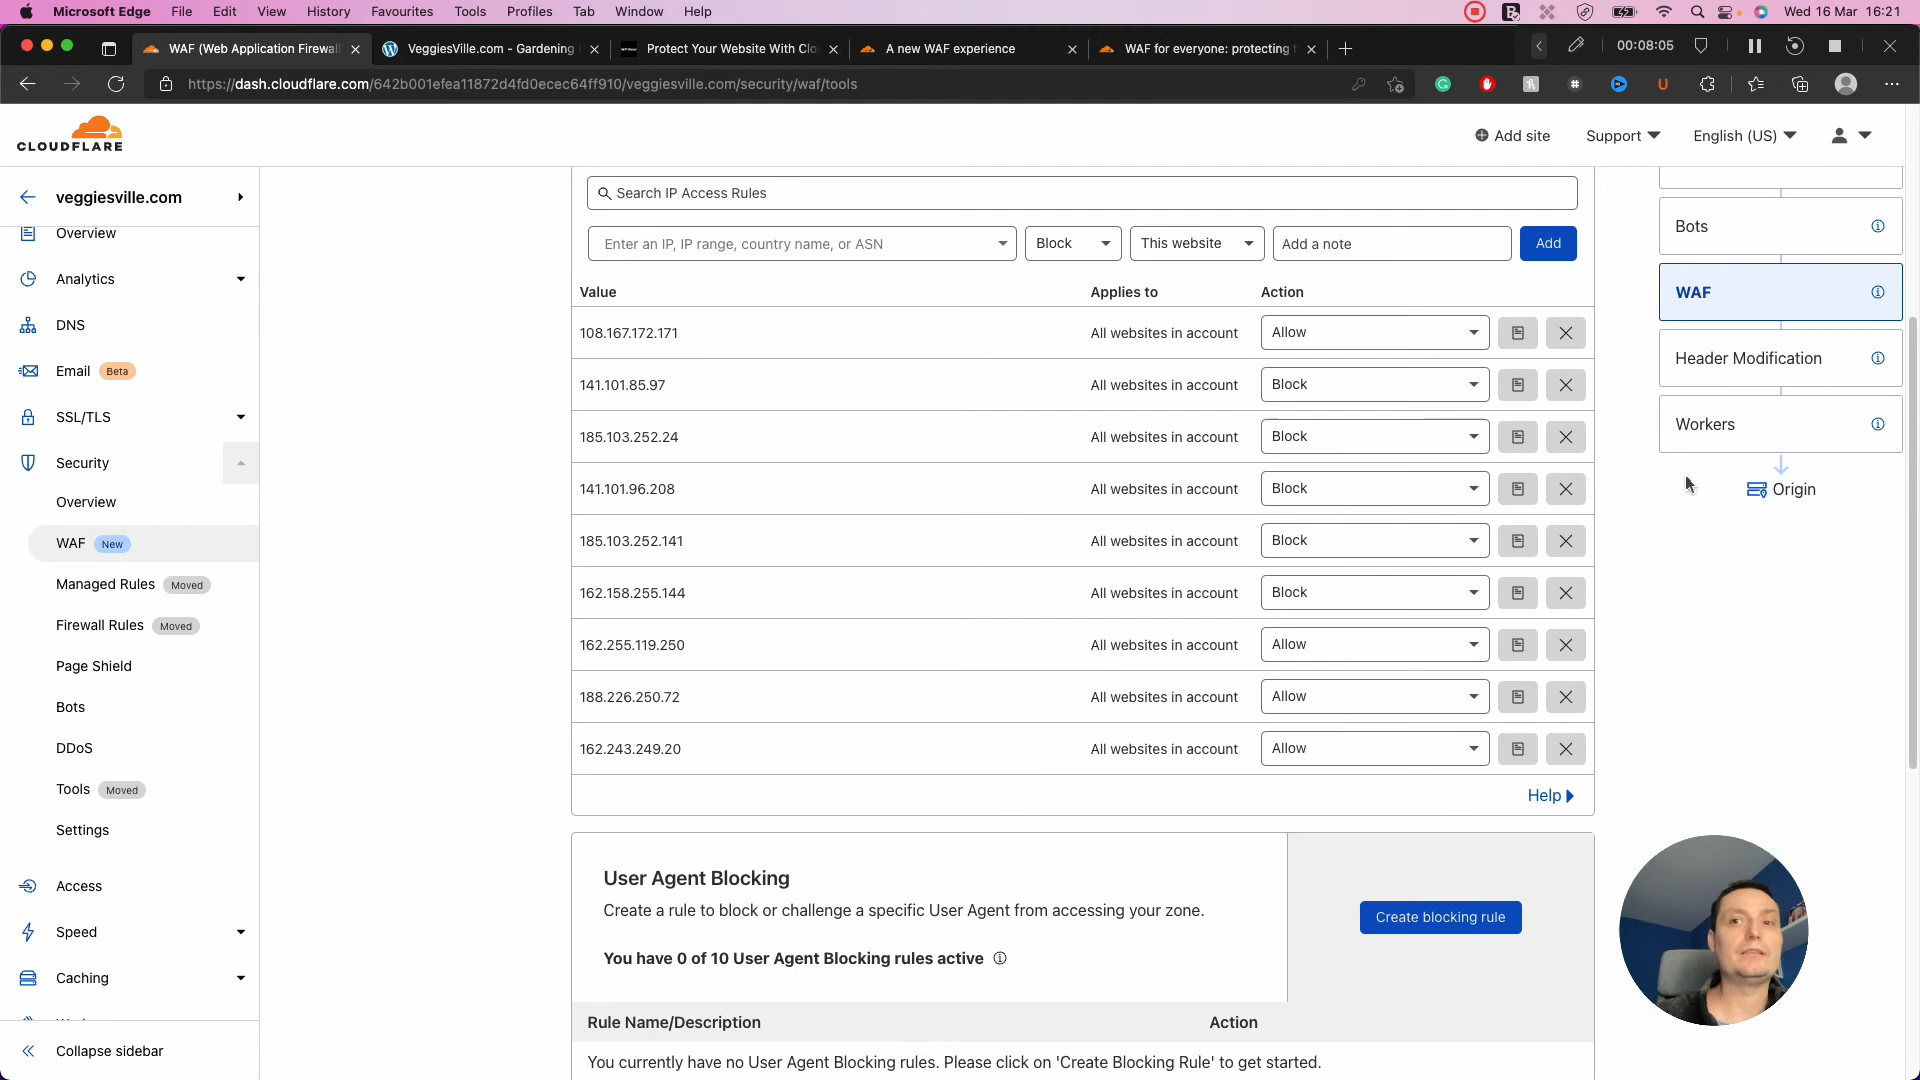 Microsoft Edge File Edit View History Favourites Tools Profiles Tab Window Help Wed 16 Mar 16:21
WAF (Web Application Firewall VeggiesVille.com - Gardening Protect Your Website With Clo A new WAF experience WAF for everyone: protecting t 00:08:05
https://dash.cloudflare.com/642b001efea11872d4fd0ecec64ff910/veggiesville.com/security/waf/tools
CLOUDFLARE
Add site Support English (US)
veggiesville.com
Overview
Analytics
DNS
Email Beta
SSL/TLS
Security
Overview
WAF New
Managed Rules Moved
Firewall Rules Moved
Page Shield
Bots
DDoS
Tools Moved
Settings
Access
Speed
Caching
Collapse sidebar
Search IP Access Rules
Enter an IP, IP range, country name, or ASN Block This website Add a note Add
Value Applies to Action
108.167.172.171 All websites in account Allow
141.101.85.97 All websites in account Block
185.103.252.24 All websites in account Block
141.101.96.208 All websites in account Block
185.103.252.141 All websites in account Block
162.158.255.144 All websites in account Block
162.255.119.250 All websites in account Allow
188.226.250.72 All websites in account Allow
162.243.249.20 All websites in account Allow
Help
User Agent Blocking
Create a rule to block or challenge a specific User Agent from accessing your zone.
You have 0 of 10 User Agent Blocking rules active
Create blocking rule
Rule Name/Description Action
You currently have no User Agent Blocking rules. Please click on 'Create Blocking Rule' to get started.
Bots
WAF
Header Modification
Workers
Origin